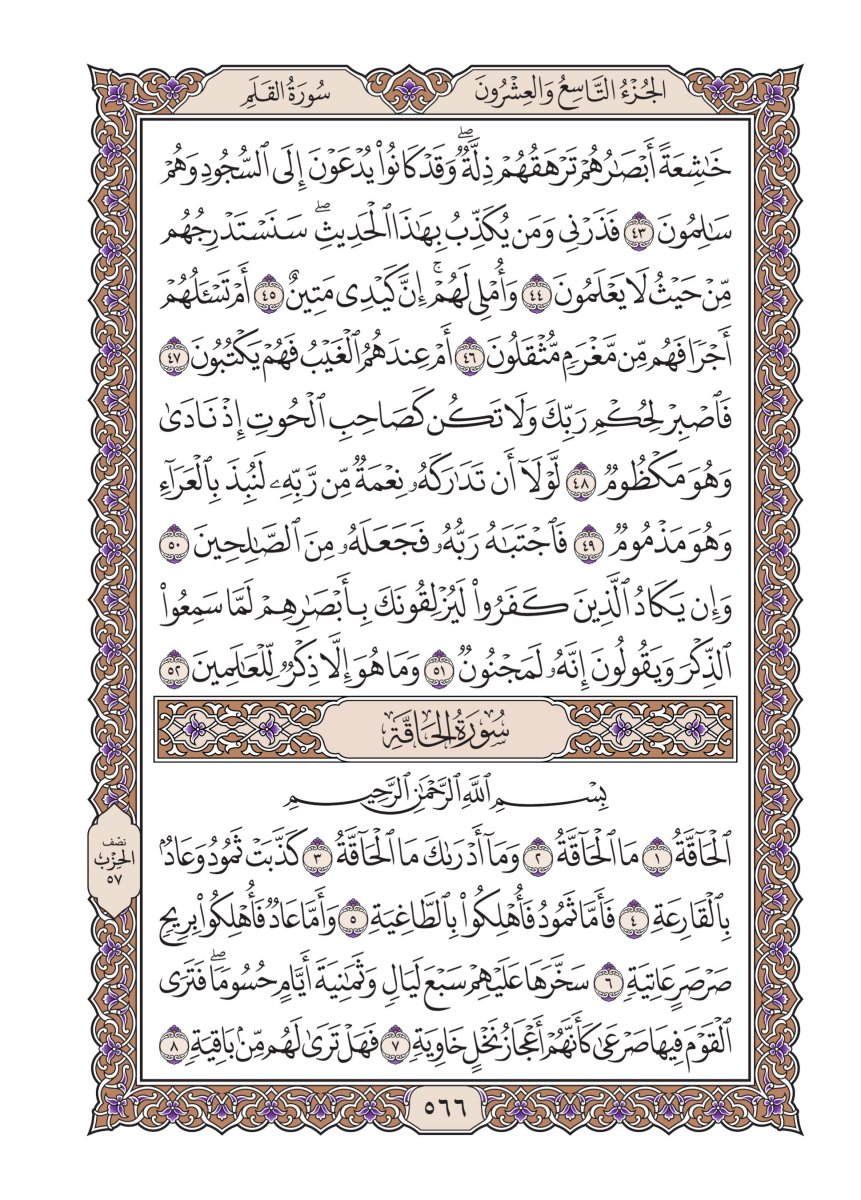 الجُزْءُ التَّاسِعُ وَالعِشْرُونَ
سُورَةُ القَلَمِ
خَٰشِعَةً أَبْصَٰرُهُمْ تَرْهَقُهُمْ ذِلَّةٌۖ وَقَدْ كَانُوا۟ يُدْعَوْنَ إِلَى ٱلسُّجُودِ وَهُمْ
سَٰلِمُونَ ٤٣ فَذَرْنِى وَمَن يُكَذِّبُ بِهَٰذَا ٱلْحَدِيثِۖ سَنَسْتَدْرِجُهُم
مِّنْ حَيْثُ لَا يَعْلَمُونَ ٤٤ وَأُمْلِى لَهُمْۚ إِنَّ كَيْدِى مَتِينٌ ٤٥ أَمْ تَسْـَٔلُهُمْ
أَجْرًا فَهُم مِّن مَّغْرَمٍ مُّثْقَلُونَ ٤٦ أَمْ عِندَهُمُ ٱلْغَيْبُ فَهُمْ يَكْتُبُونَ ٤٧
فَٱصْبِرْ لِحُكْمِ رَبِّكَ وَلَا تَكُن كَصَاحِبِ ٱلْحُوتِ إِذْ نَادَىٰ
وَهُوَ مَكْظُومٌ ٤٨ لَّوْلَآ أَن تَدَٰرَكَهُۥ نِعْمَةٌ مِّن رَّبِّهِۦ لَنُبِذَ بِٱلْعَرَآءِ
وَهُوَ مَذْمُومٌ ٤٩ فَٱجْتَبَٰهُ رَبُّهُۥ فَجَعَلَهُۥ مِنَ ٱلصَّٰلِحِينَ ٥٠
وَإِن يَكَادُ ٱلَّذِينَ كَفَرُوا۟ لَيُزْلِقُونَكَ بِأَبْصَٰرِهِمْ لَمَّا سَمِعُوا۟
ٱلذِّكْرَ وَيَقُولُونَ إِنَّهُۥ لَمَجْنُونٌ ٥١ وَمَا هُوَ إِلَّا ذِكْرٌ لِّلْعَٰلَمِينَ ٥٢
سُورَةُ الحَاقَّةِ
بِسْمِ ٱللَّهِ ٱلرَّحْمَٰنِ ٱلرَّحِيمِ
ٱلْحَآقَّةُ ١ مَا ٱلْحَآقَّةُ ٢ وَمَآ أَدْرَىٰكَ مَا ٱلْحَآقَّةُ ٣ كَذَّبَتْ ثَمُودُ وَعَادٌۢ
بِٱلْقَارِعَةِ ٤ فَأَمَّا ثَمُودُ فَأُهْلِكُوا۟ بِٱلطَّاغِيَةِ ٥ وَأَمَّا عَادٌ فَأُهْلِكُوا۟ بِرِيحٍ
صَرْصَرٍ عَاتِيَةٍ ٦ سَخَّرَهَا عَلَيْهِمْ سَبْعَ لَيَالٍ وَثَمَٰنِيَةَ أَيَّامٍ حُسُومًاۖ فَتَرَى
ٱلْقَوْمَ فِيهَا صَرْعَىٰ كَأَنَّهُمْ أَعْجَازُ نَخْلٍ خَاوِيَةٍ ٧ فَهَلْ تَرَىٰ لَهُم مِّنۢ بَاقِيَةٍ ٨
نِصْف
الحِزْب
٥٧
٥٦٦